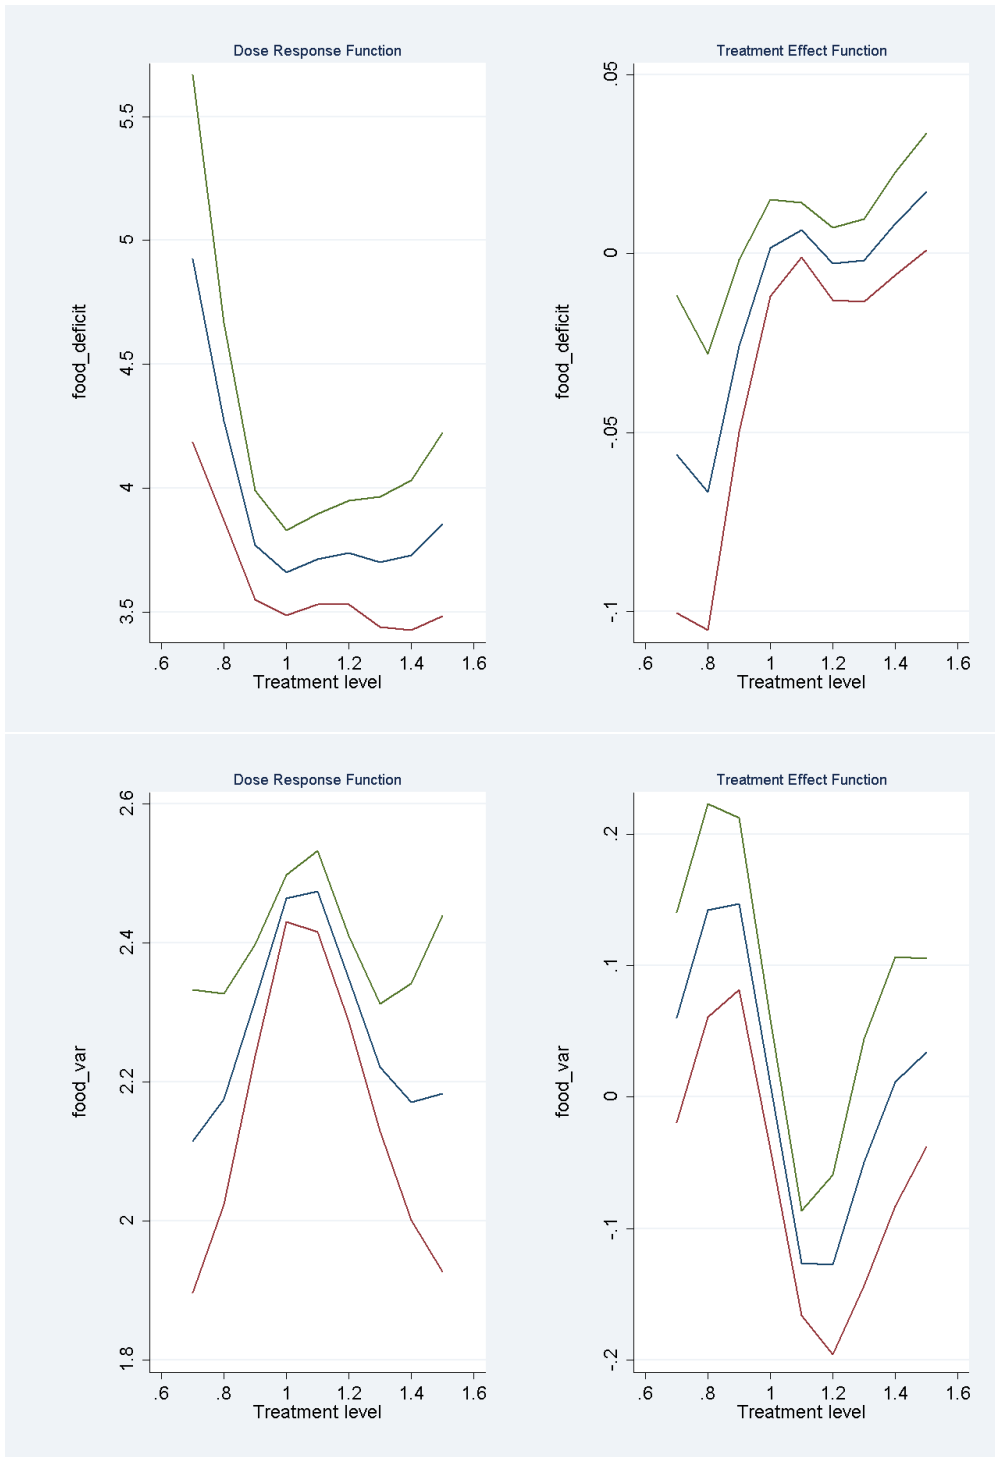 Dose Response Function
5.5
5
4.5
4
3.5
food_deficit
.6 .8 1 1.2 1.4 1.6
Treatment level
Treatment Effect Function
.05
0
-.05
-.1
food_deficit
.6 .8 1 1.2 1.4 1.6
Treatment level
Dose Response Function
2.6
2.4
2.2
2
1.8
food_var
.6 .8 1 1.2 1.4 1.6
Treatment level
Treatment Effect Function
.2
.1
0
-.1
-.2
food_var
.6 .8 1 1.2 1.4 1.6
Treatment level